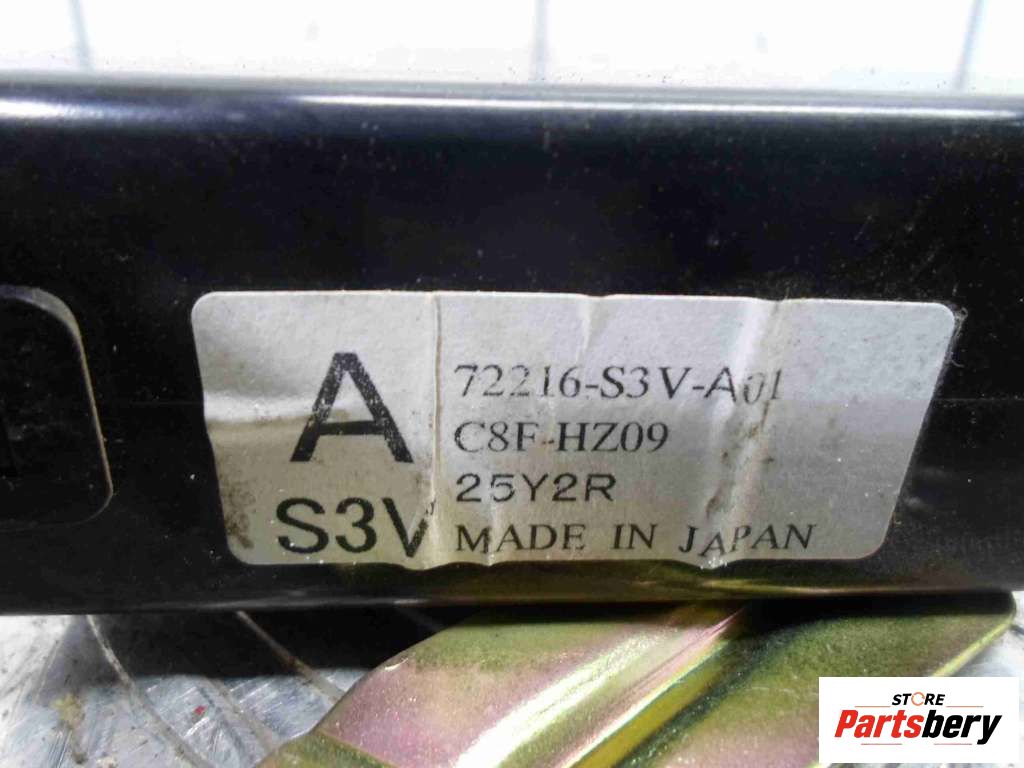 A
S3V
72216-S3V-A01
C8F-HZ09
25Y2R
MADE IN JAPAN
STORE
Partsbery